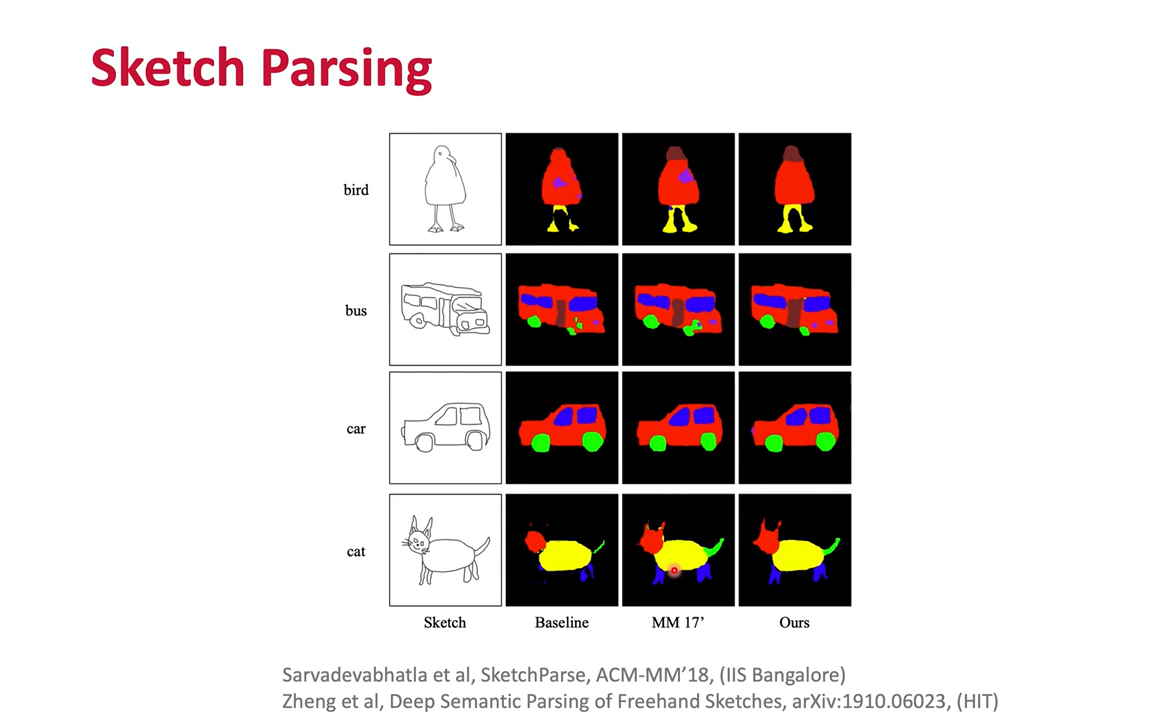 Sketch Parsing
bird
bus
car
cat
Sketch Baseline MM 17’ Ours
Sarvadevabhatla et al, SketchParse, ACM-MM’18, (IIS Bangalore)
Zheng et al, Deep Semantic Parsing of Freehand Sketches, arXiv:1910.06023, (HIT)